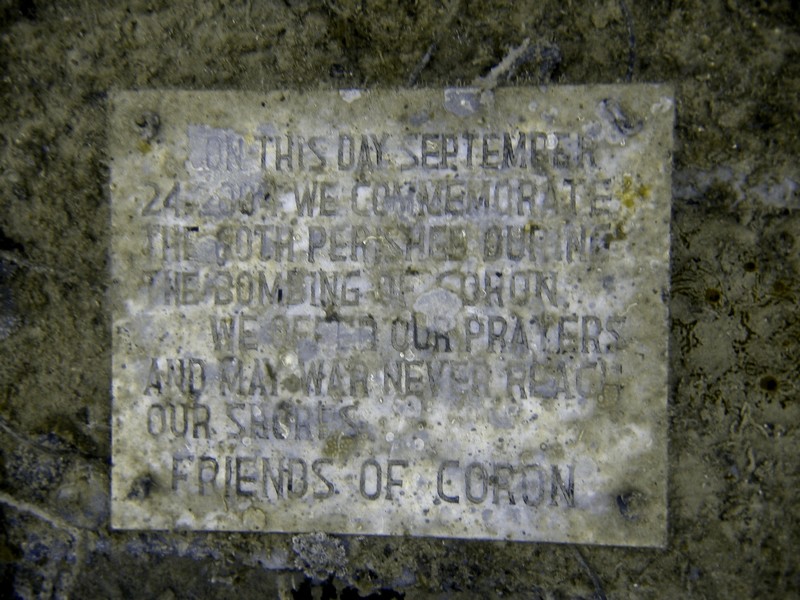 ON THIS DAY SEPTEMBER
24-2004 WE COMMEMORATE
THE 60TH PERISHED DURING
THE BOMBING OF CORON.
WE OFFER OUR PRAYERS
AND MAY WAR NEVER REACH
OUR SHORES.
FRIENDS OF CORON